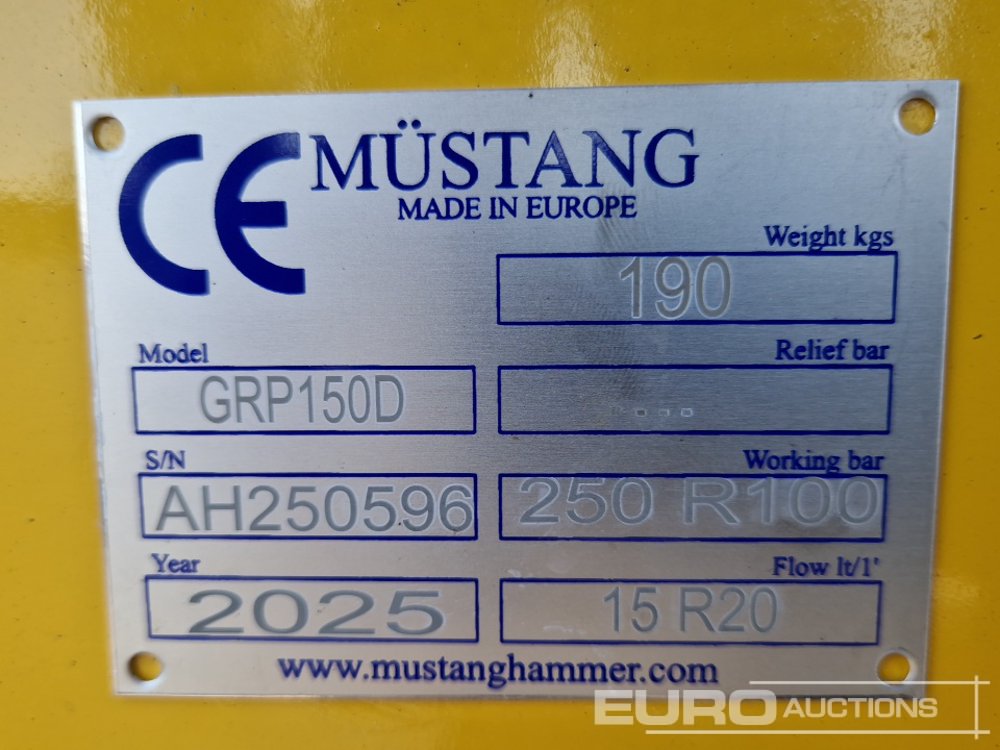 CE MÜSTANG
MADE IN EUROPE
Weight kgs
190
Model
GRP150D
Relief bar
....
S/N
AH250596
Working bar
250 R100
Year
2025
Flow lt/1'
15 R20
www.mustanghammer.com
EURO AUCTIONS